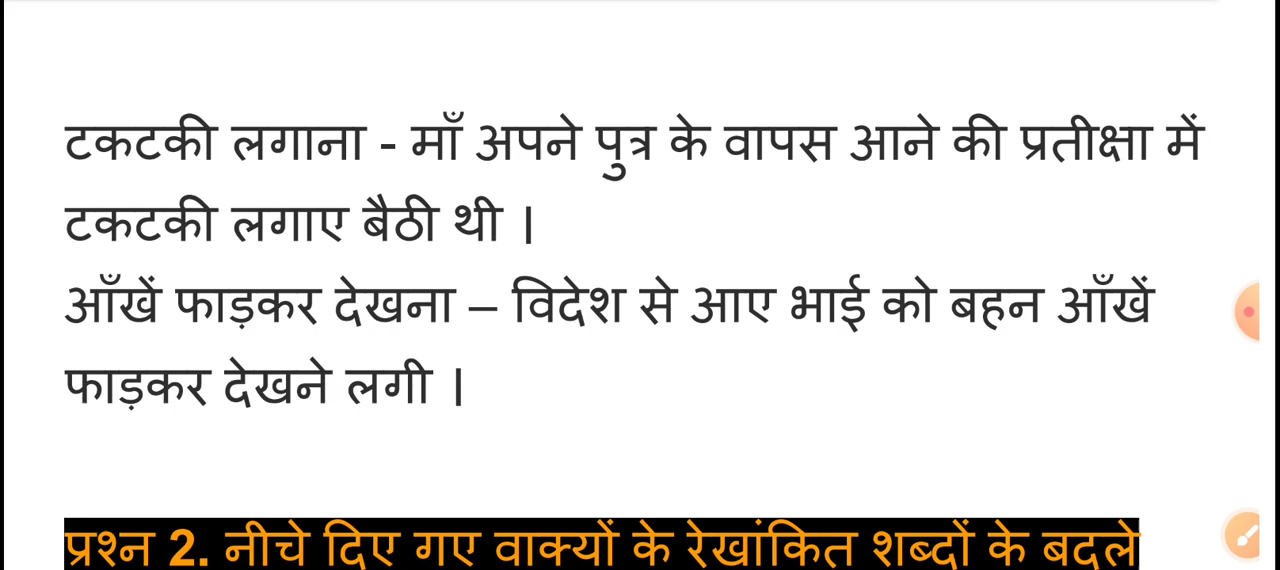 टकटकी लगाना - माँ अपने पुत्र के वापस आने की प्रतीक्षा में
टकटकी लगाए बैठी थी |
आँखें फाड़कर देखना – विदेश से आए भाई को बहन आँखें
फाड़कर देखने लगी |
प्रश्न 2. नीचे दिए गए वाक्यों के रेखांकित शब्दों के बदले